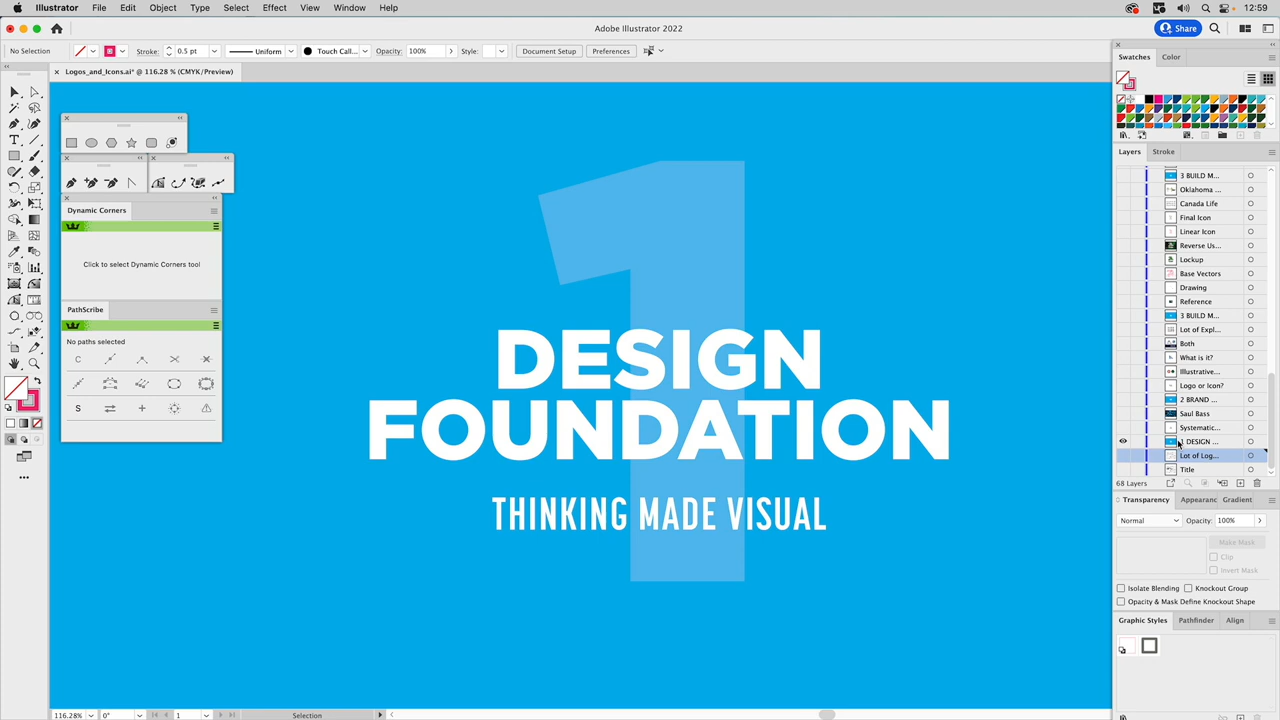 Illustrator File Edit Object Type Select Effect View Window Help 12:59
Adobe Illustrator 2022
Share
No Selection Stroke: 0.5 pt Uniform Touch Call... Opacity: 100% Style: Document Setup Preferences
Logos_and_Icons.ai* @ 116.28 % (CMYK/Preview)
Swatches Color
Layers Stroke
3 BUILD M...
Oklahoma ...
Canada Life
Final Icon
Linear Icon
Reverse Us...
Lockup
Base Vectors
Drawing
Reference
3 BUILD M...
Lot of Expl...
Both
What is it?
Illustrative...
Logo or Icon?
2 BRAND ...
Saul Bass
Systematic...
1 DESIGN ...
Lot of Log...
Title
68 Layers
Dynamic Corners
Click to select Dynamic Corners tool
PathScribe
No paths selected
1
DESIGN
FOUNDATION
THINKING MADE VISUAL
Transparency Appearanc Gradient
Normal Opacity: 100%
Make Mask
Clip
Invert Mask
Isolate Blending Knockout Group
Opacity & Mask Define Knockout Shape
Graphic Styles Pathfinder Align
116.28% 0° 1 Selection